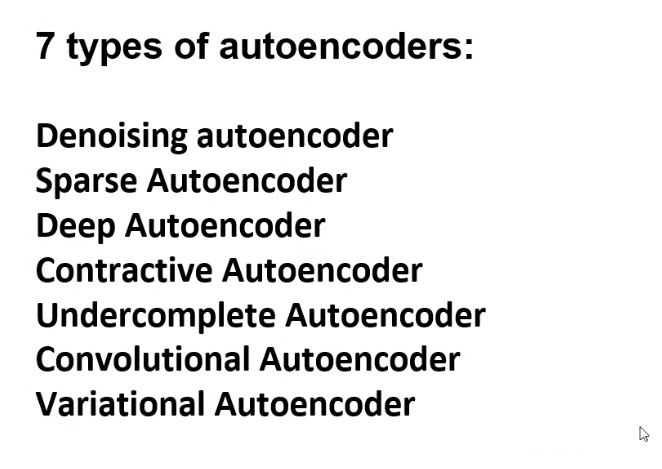 7 types of autoencoders:
Denoising autoencoder
Sparse Autoencoder
Deep Autoencoder
Contractive Autoencoder
Undercomplete Autoencoder
Convolutional Autoencoder
Variational Autoencoder